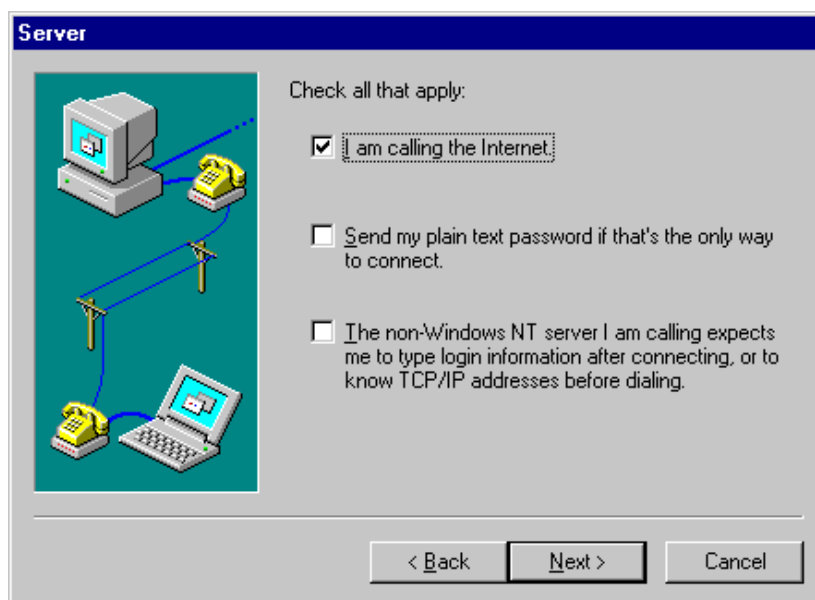 Server
Check all that apply:
I am calling the Internet.
Send my plain text password if that's the only way
to connect.
The non-Windows NT server I am calling expects
me to type login information after connecting, or to
know TCP/IP addresses before dialing.
< Back
Next >
Cancel